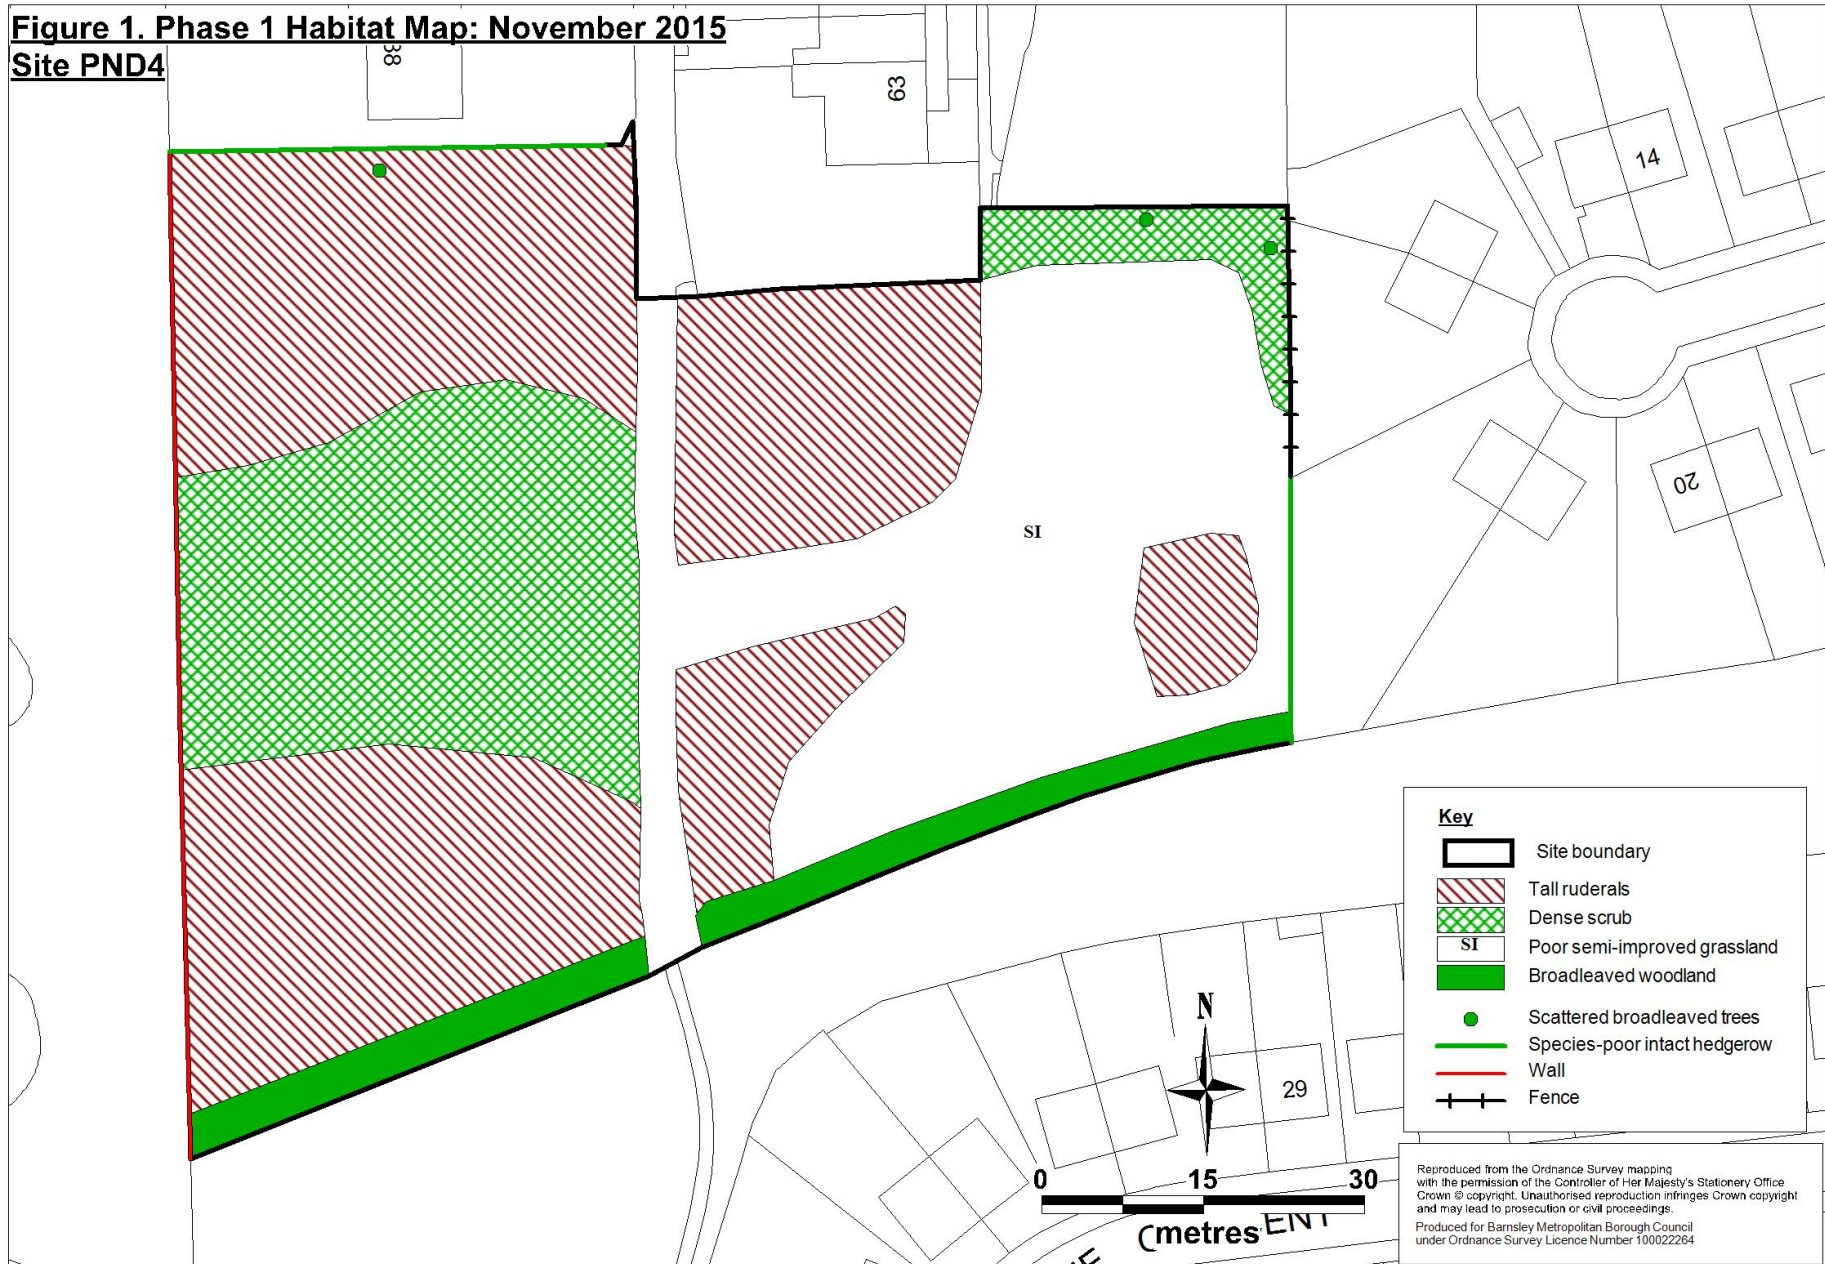 Figure 1. Phase 1 Habitat Map: November 2015
Site PND4
38
63
14
20
SI
Key
Site boundary
Tall ruderals
Dense scrub
SI Poor semi-improved grassland
Broadleaved woodland
Scattered broadleaved trees
Species-poor intact hedgerow
Wall
Fence
N
29
0 15 30
metres
Reproduced from the Ordnance Survey mapping
with the permission of the Controller of Her Majesty's Stationery Office
Crown © copyright. Unauthorised reproduction infringes Crown copyright
and may lead to prosecution or civil proceedings.
Produced for Barnsley Metropolitan Borough Council
under Ordnance Survey Licence Number 100022264